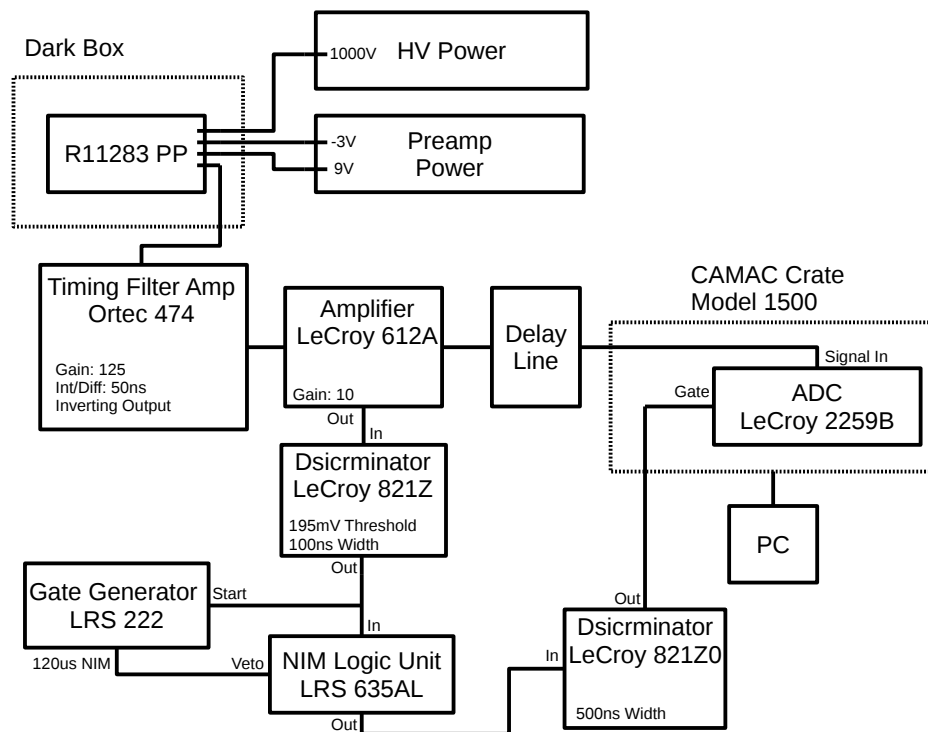 Dark Box
1000V
HV Power
R11283 PP
-3V
9V
Preamp
Power
Timing Filter Amp
Ortec 474
Gain: 125
Int/Diff: 50ns
Inverting Output
Amplifier
LeCroy 612A
Gain: 10
Out
Delay
Line
CAMAC Crate
Model 1500
Signal In
Gate
ADC
LeCroy 2259B
PC
In
Dsicrminator
LeCroy 821Z
195mV Threshold
100ns Width
Out
Gate Generator
LRS 222
Start
120us NIM
Veto
In
NIM Logic Unit
LRS 635AL
Out
Out
In
Dsicrminator
LeCroy 821Z0
500ns Width